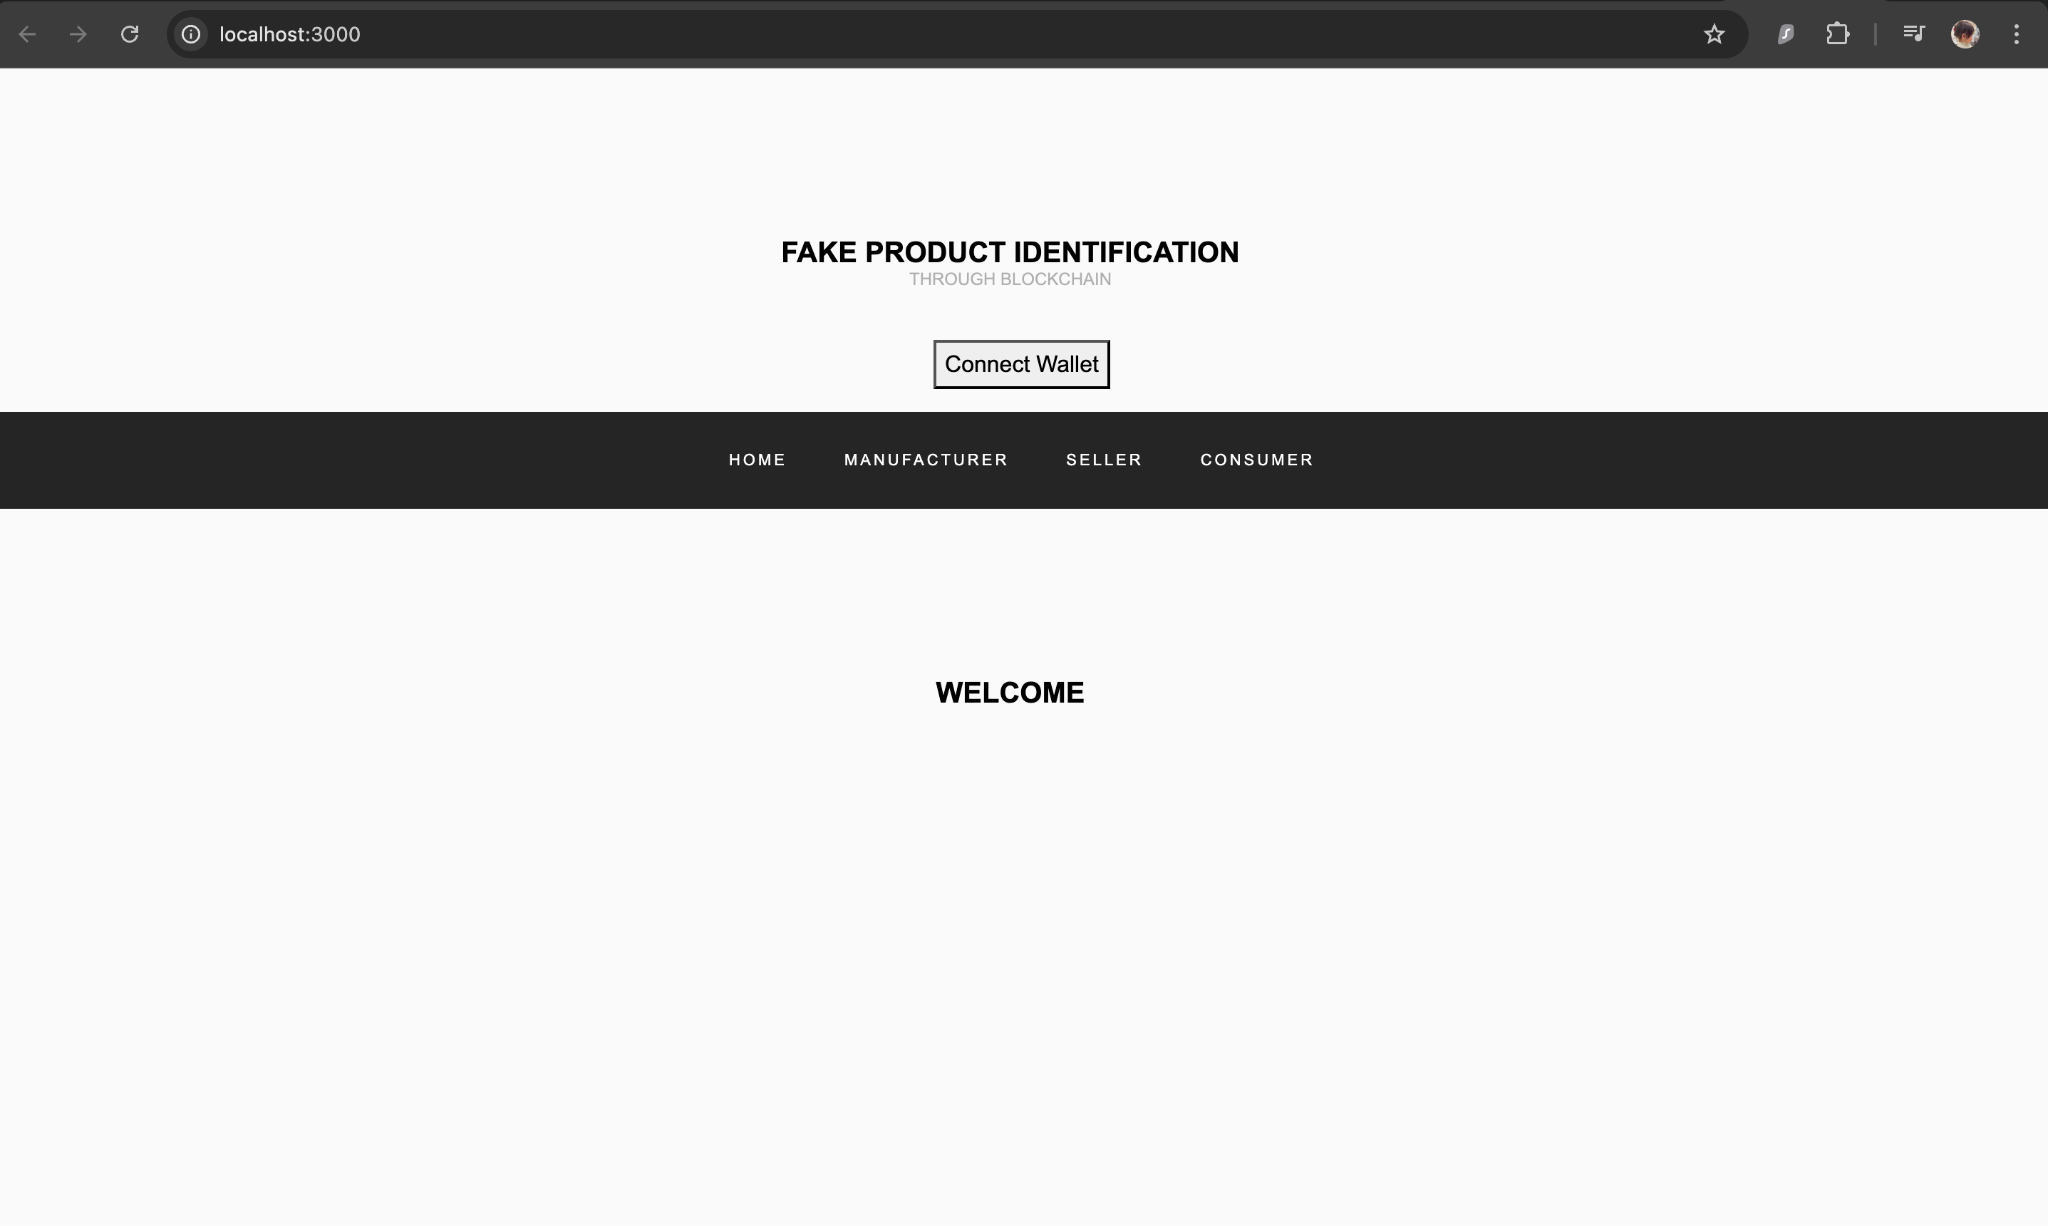 localhost:3000
FAKE PRODUCT IDENTIFICATION
THROUGH BLOCKCHAIN
Connect Wallet
HOME MANUFACTURER SELLER CONSUMER
WELCOME